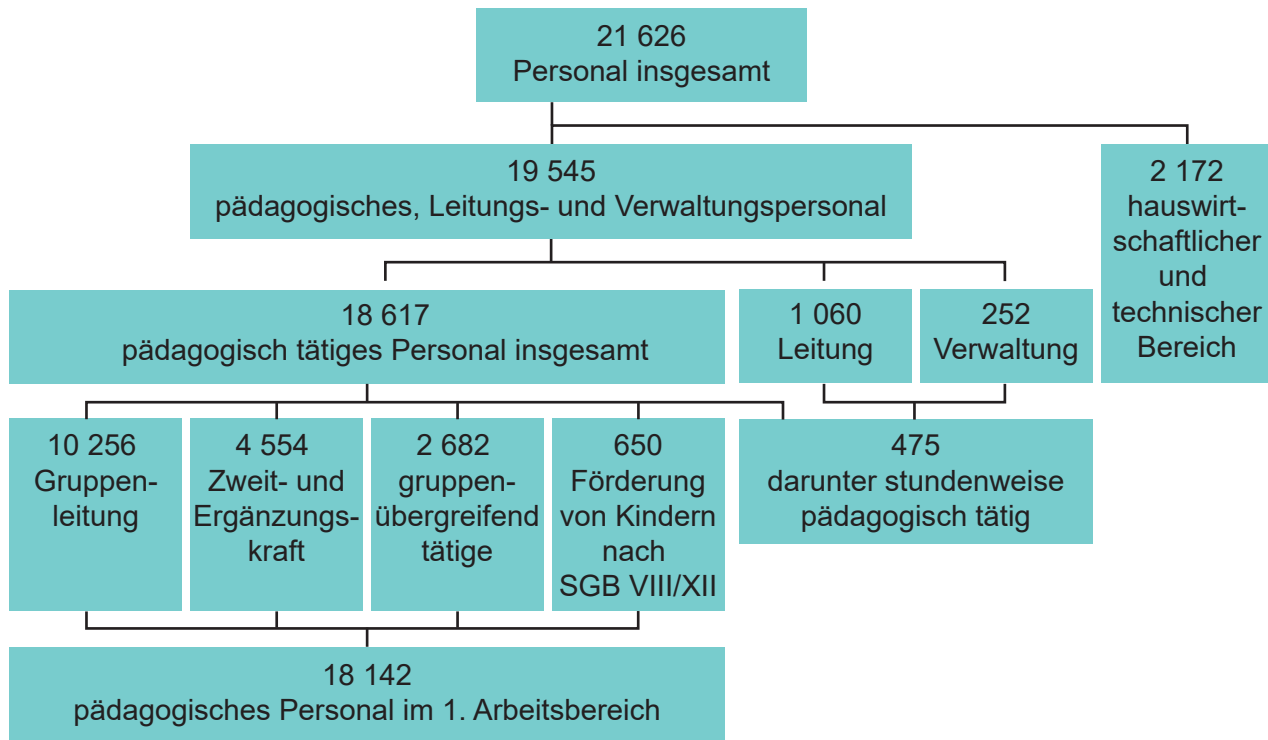 21 626
Personal insgesamt
19 545
pädagogisches, Leitungs- und Verwaltungspersonal
2 172
hauswirt-
schaftlicher
und
technischer
Bereich
18 617
pädagogisch tätiges Personal insgesamt
1 060
Leitung
252
Verwaltung
10 256
Gruppen-
leitung
4 554
Zweit- und
Ergänzungs-
kraft
2 682
gruppen-
übergreifend
tätige
650
Förderung
von Kindern
nach
SGB VIII/XII
475
darunter stundenweise
pädagogisch tätig
18 142
pädagogisches Personal im 1. Arbeitsbereich